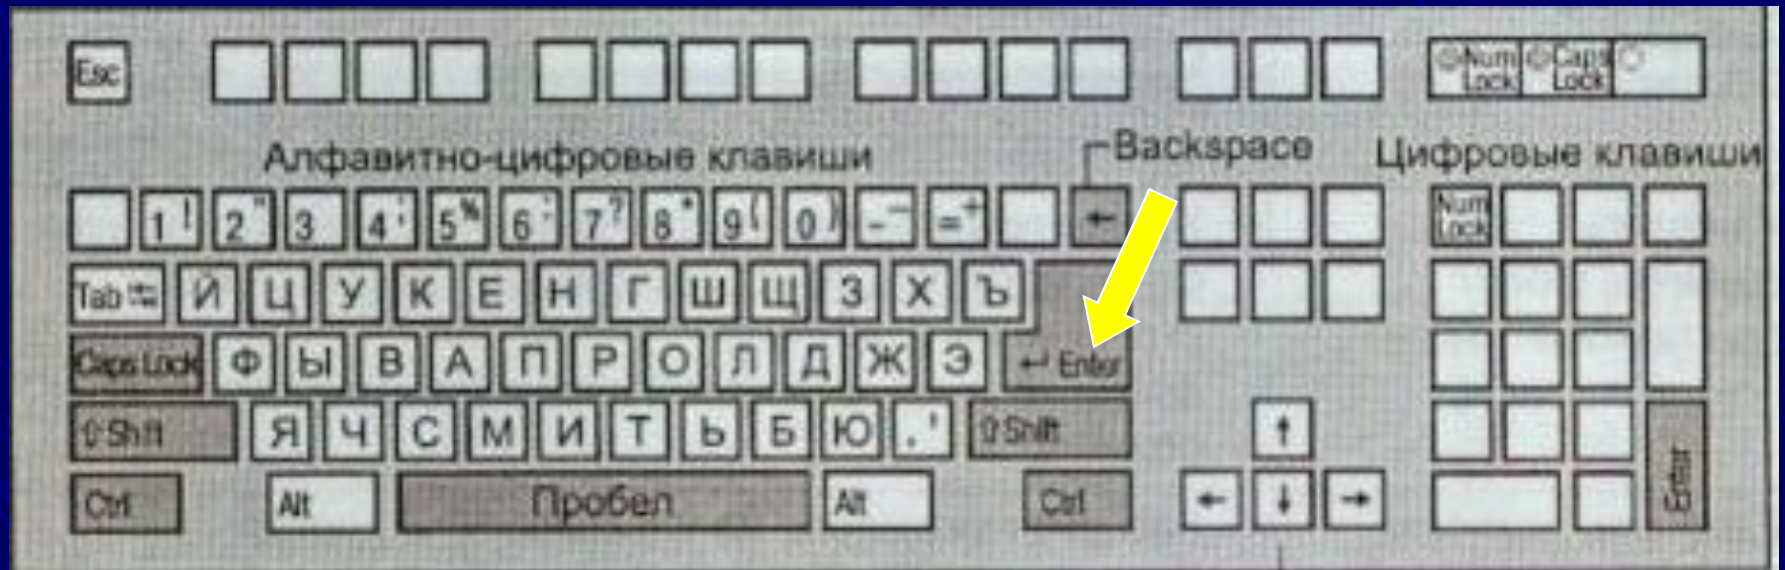 Esc Num Lock Caps Lock
Алфавитно-цифровые клавиши Backspace Цифровые клавиши
1 ! 2 " 3 4 ; 5 % 6 : 7 ? 8 * 9 ( 0 ) - — = + ← Num Lock
Tab Й Ц У К Е Н Г Ш Щ З Х Ъ
Caps Lock Ф Ы В А П Р О Л Д Ж Э ↵ Enter
⇧ Shift Я Ч С М И Т Ь Б Ю . ' ⇧ Shift ↑
Ctrl Alt Пробел Alt Ctrl ← ↓ → Enter